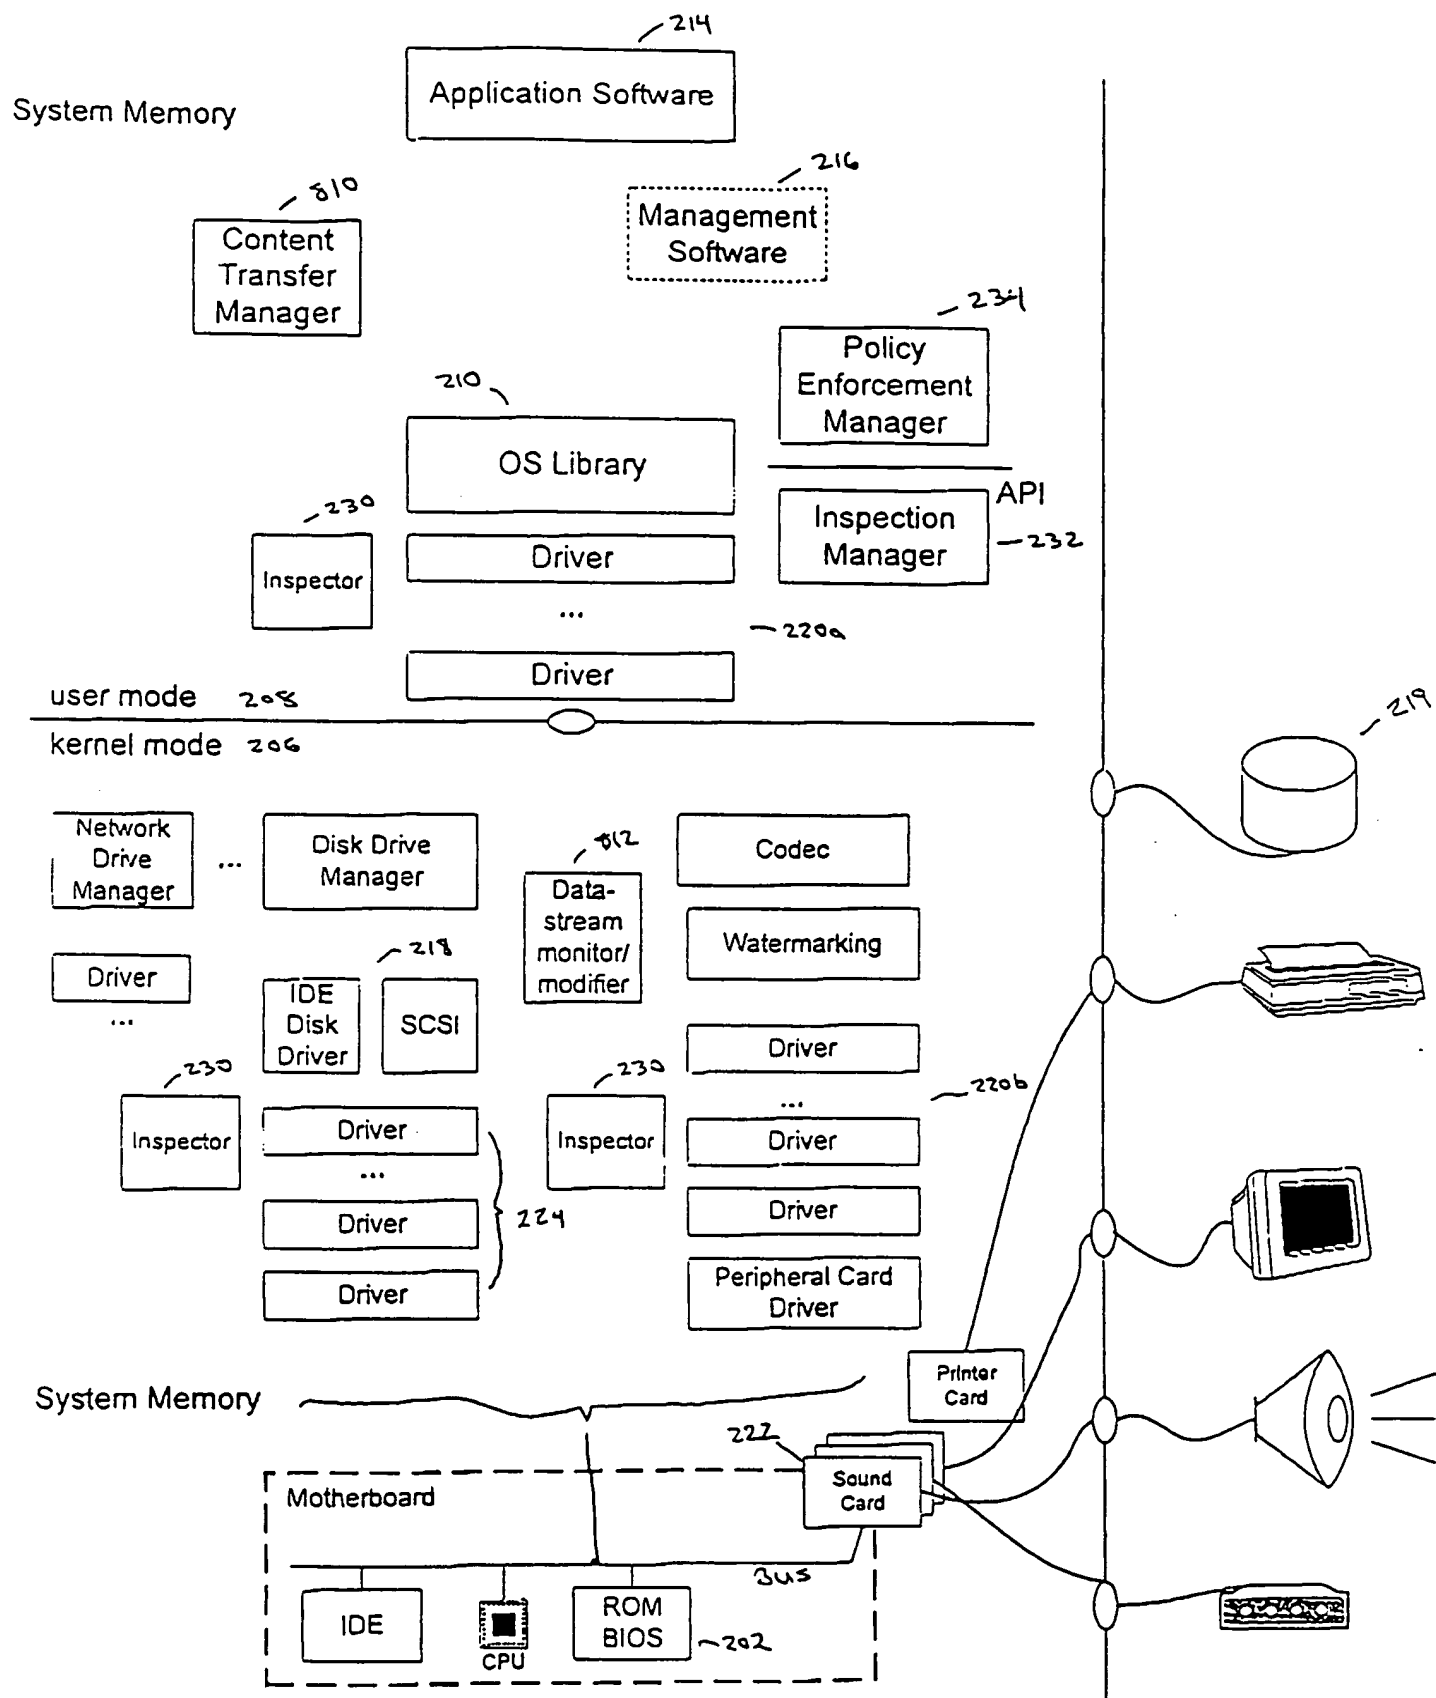 214
Application Software
System Memory
216
810
Management
Software
Content
Transfer
Manager
234
Policy
Enforcement
Manager
210
OS Library
API
230
Inspection
Manager
232
Driver
Inspector
...
220a
Driver
user mode 208
kernel mode 206
219
Network
Drive
Manager
...
Disk Drive
Manager
812
Codec
Data-
stream
monitor/
modifier
Watermarking
218
Driver
...
IDE
Disk
Driver
SCSI
Driver
230
230
220b
...
Inspector
Driver
Inspector
Driver
...
224
Driver
Driver
Driver
Peripheral Card
Driver
Printer
Card
System Memory
222
Sound
Card
Motherboard
Bus
IDE
CPU
ROM
BIOS
202